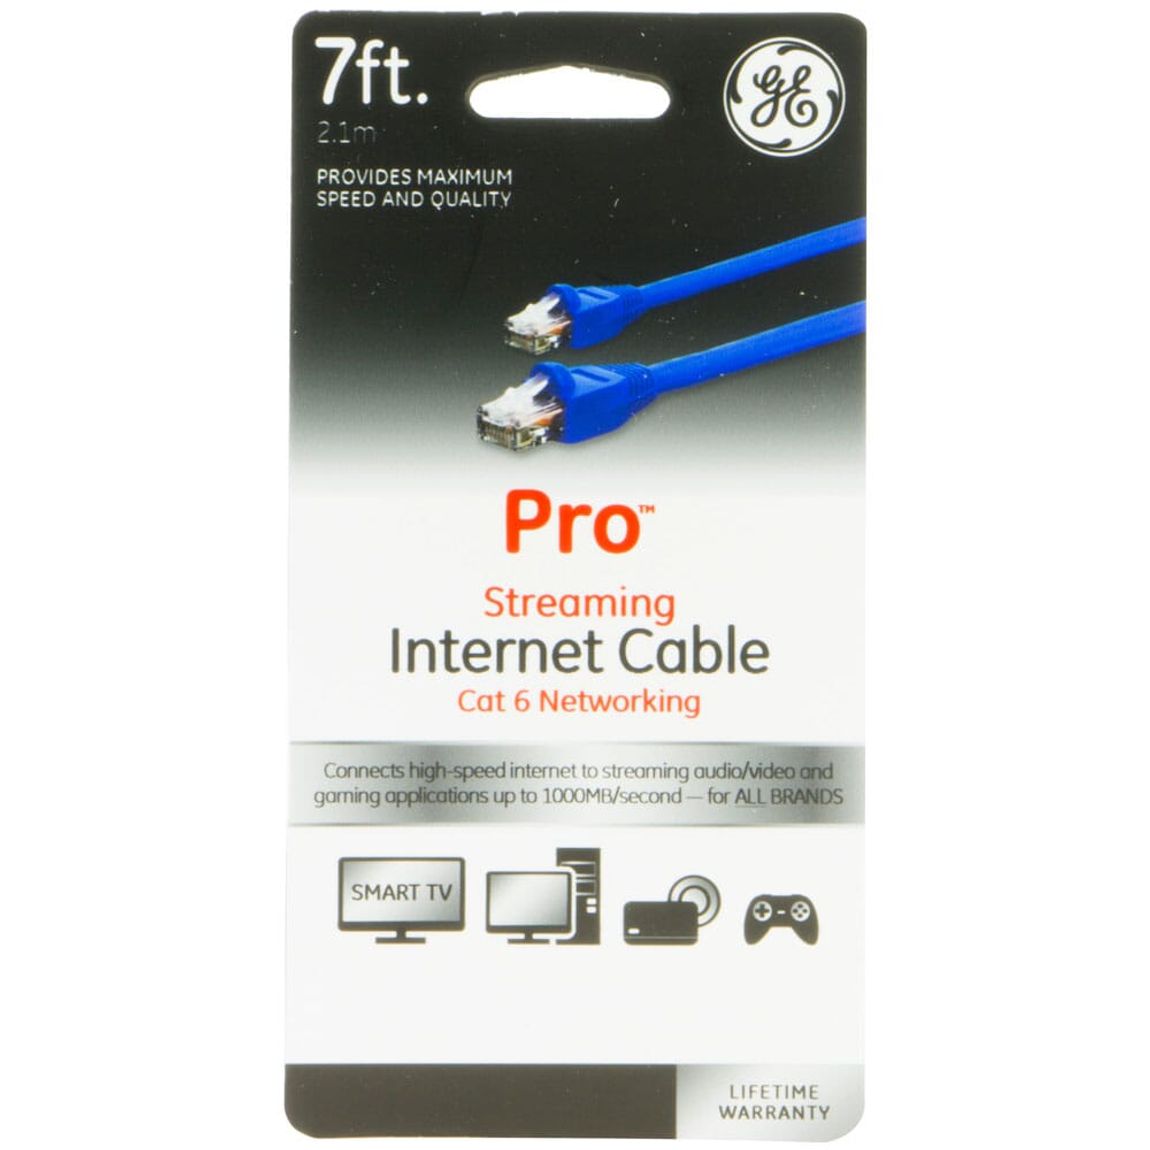 7ft.
GE
2.1m
PROVIDES MAXIMUM
SPEED AND QUALITY
Pro™
Streaming
Internet Cable
Cat 6 Networking
Connects high-speed internet to streaming audio/video and
gaming applications up to 1000MB/second — for ALL BRANDS
SMART TV
LIFETIME
WARRANTY